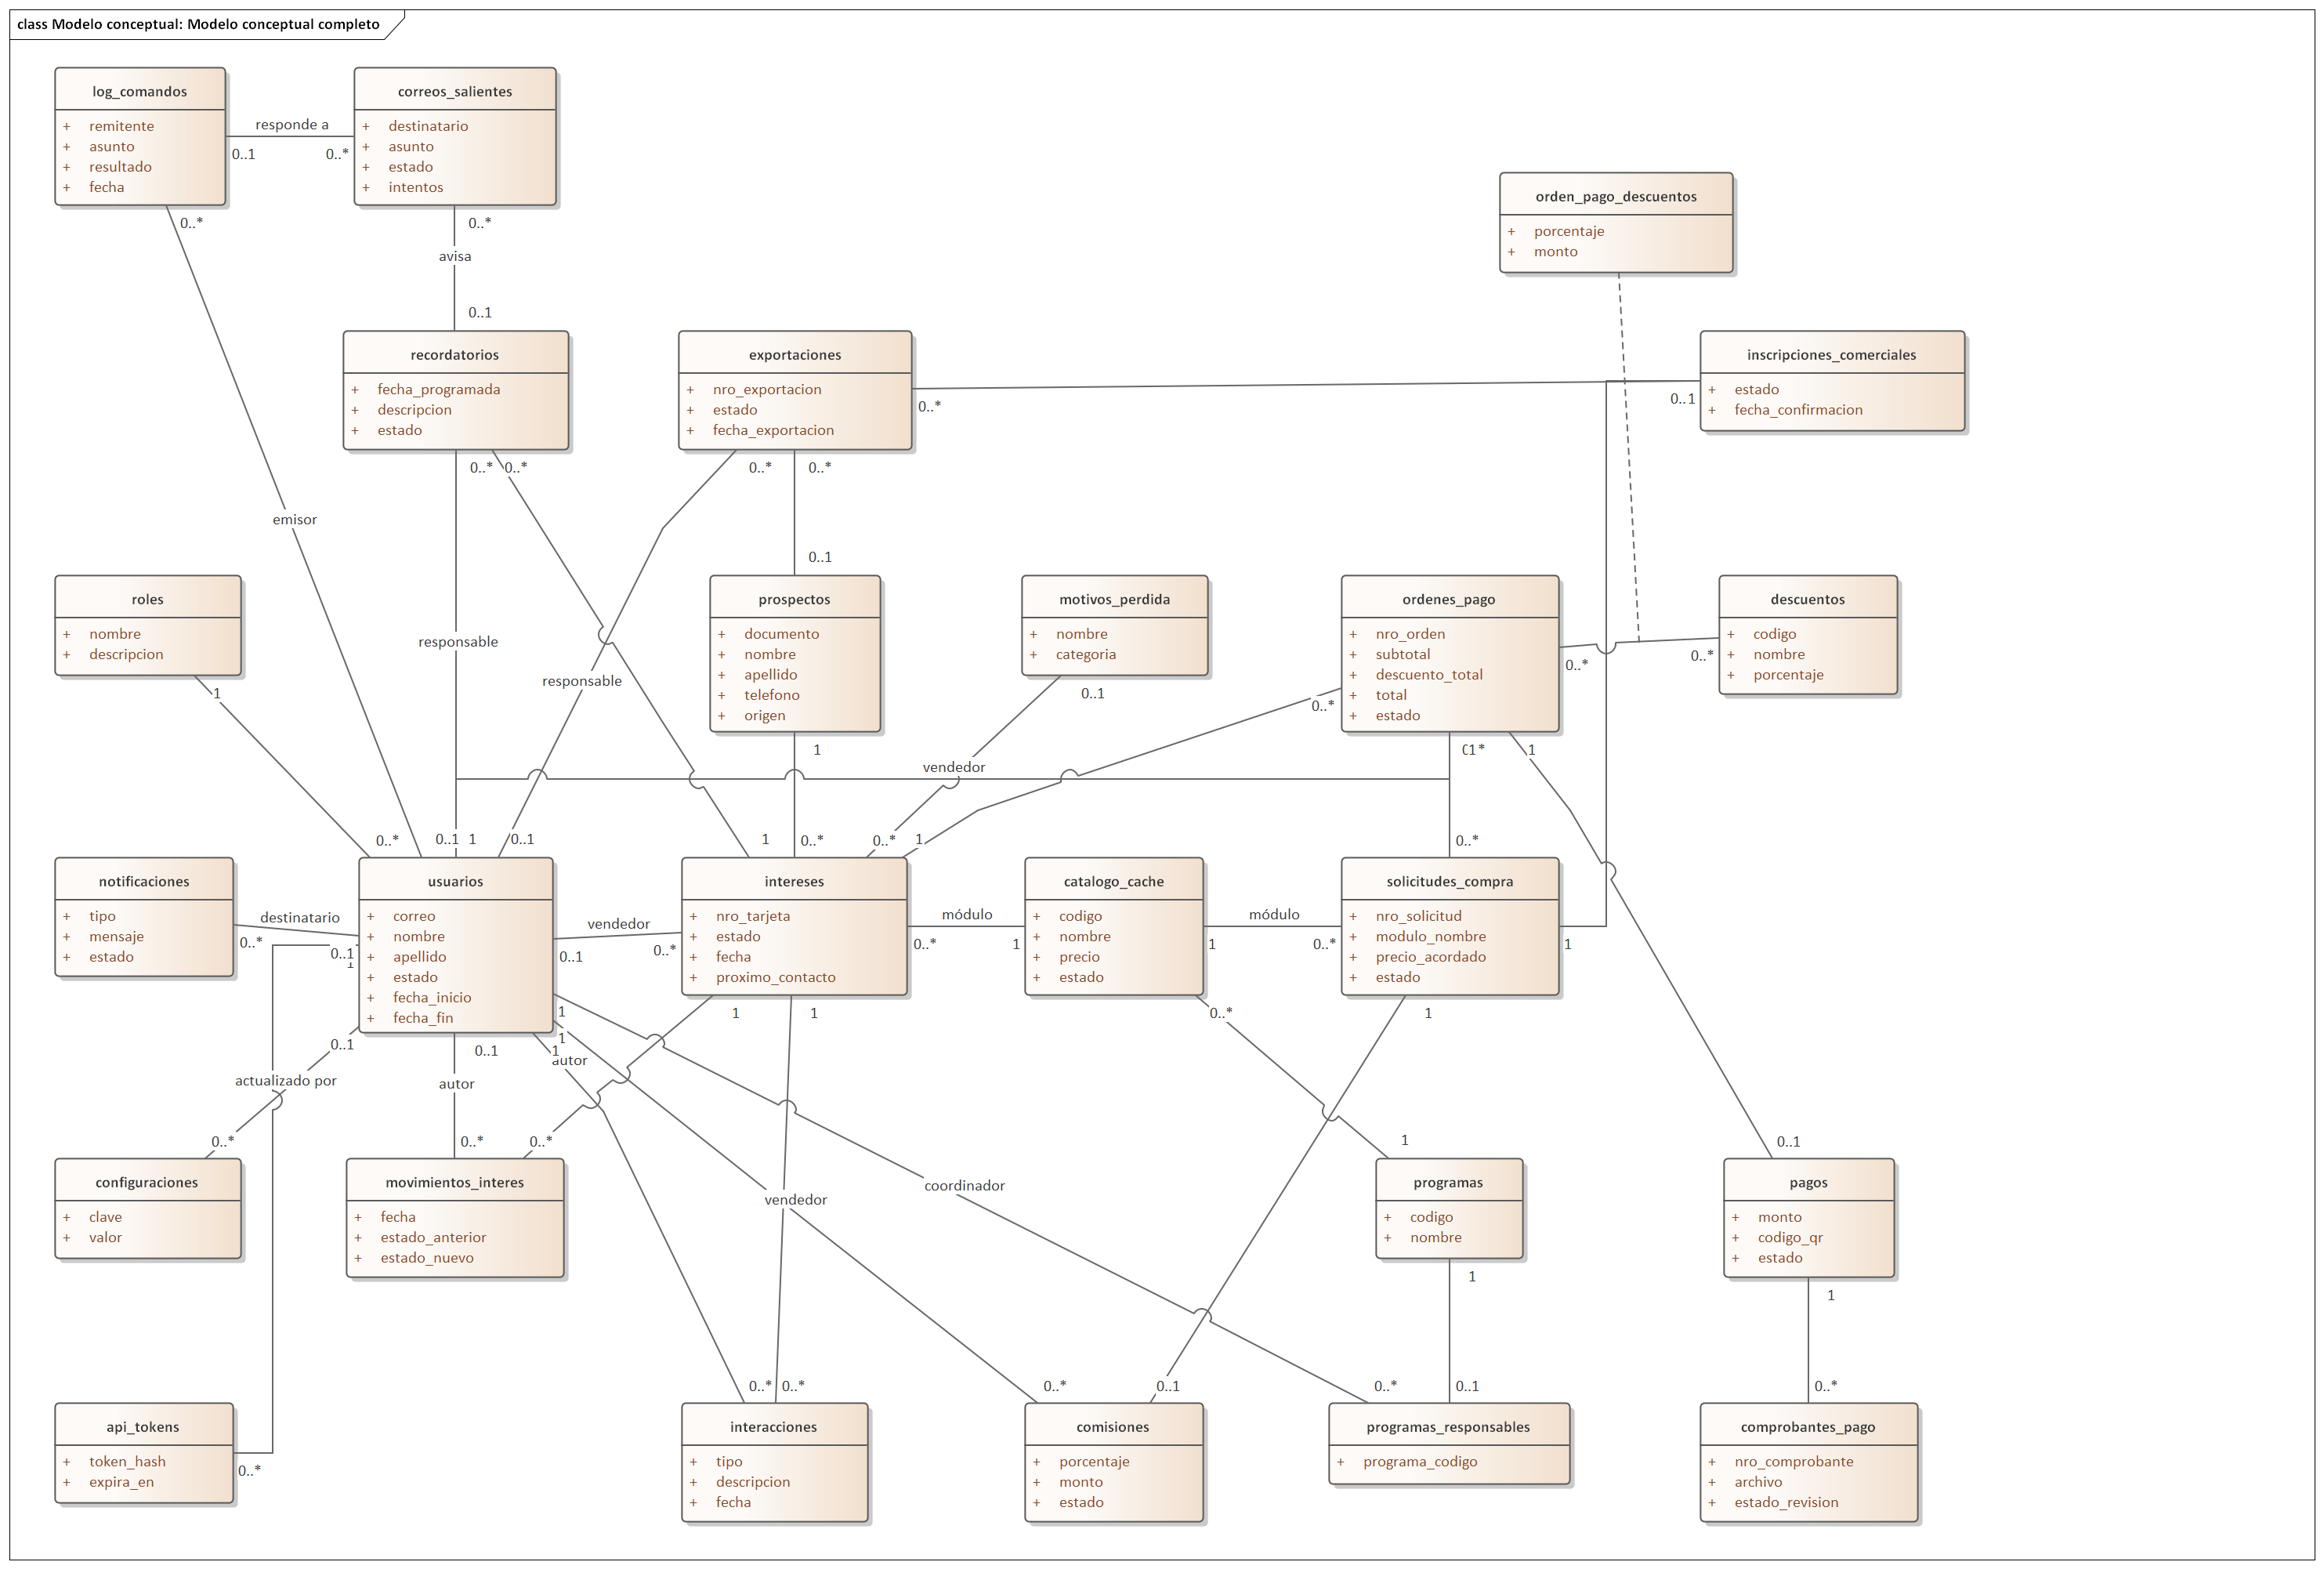 class Modelo conceptual: Modelo conceptual completo
log_comandos
+ remitente
+ asunto
+ resultado
+ fecha
responde a
0..1
0..*
correos_salientes
+ destinatario
+ asunto
+ estado
+ intentos
0..*
0..*
avisa
0..1
orden_pago_descuentos
+ porcentaje
+ monto
recordatorios
+ fecha_programada
+ descripcion
+ estado
0..* 0..*
exportaciones
+ nro_exportacion
+ estado
+ fecha_exportacion
0..*
0..* 0..*
inscripciones_comerciales
+ estado
+ fecha_confirmacion
0..1
emisor
0..1
roles
+ nombre
+ descripcion
1
responsable
responsable
prospectos
+ documento
+ nombre
+ apellido
+ telefono
+ origen
1
motivos_perdida
+ nombre
+ categoria
0..1
ordenes_pago
+ nro_orden
+ subtotal
+ descuento_total
+ total
+ estado
0..*
0..*
1
descuentos
+ codigo
+ nombre
+ porcentaje
0..*
vendedor
0..*
0..1 1
0..1
1
0..*
0..*
1
0..*
notificaciones
+ tipo
+ mensaje
+ estado
destinatario
0..*
0..1
1
usuarios
+ correo
+ nombre
+ apellido
+ estado
+ fecha_inicio
+ fecha_fin
vendedor
0..1
0..*
intereses
+ nro_tarjeta
+ estado
+ fecha
+ proximo_contacto
módulo
0..*
1
catalogo_cache
+ codigo
+ nombre
+ precio
+ estado
módulo
1
0..*
solicitudes_compra
+ nro_solicitud
+ modulo_nombre
+ precio_acordado
+ estado
1
1
1
1
0..*
1
0..1
0..1
1
1
autor
actualizado por
autor
0..*
0..*
0..*
1
0..1
configuraciones
+ clave
+ valor
movimientos_interes
+ fecha
+ estado_anterior
+ estado_nuevo
vendedor
coordinador
programas
+ codigo
+ nombre
1
pagos
+ monto
+ codigo_qr
+ estado
1
0..* 0..*
0..*
0..1
0..*
0..1
0..*
api_tokens
+ token_hash
+ expira_en
0..*
interacciones
+ tipo
+ descripcion
+ fecha
comisiones
+ porcentaje
+ monto
+ estado
programas_responsables
+ programa_codigo
comprobantes_pago
+ nro_comprobante
+ archivo
+ estado_revision